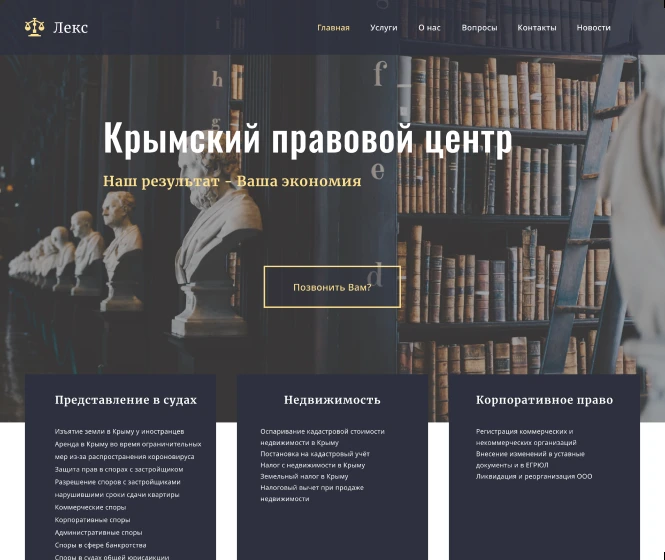 Лекс
Главная Услуги О нас Вопросы Контакты Новости
h
f
g
e
d
Крымский правовой центр
Наш результат - Ваша экономия
Позвонить Вам?
Представление в судах
Изъятие земли в Крыму у иностранцев
Аренда в Крыму во время ограничительных
мер из-за распространения короновируса
Защита прав в спорах с застройщиком
Разрешение споров с застройщиками
нарушившими сроки сдачи квартиры
Коммерческие споры
Корпоративные споры
Административные споры
Споры в сфере банкротства
Споры в судах общей юрисдикции
Недвижимость
Оспаривание кадастровой стоимости
недвижимости в Крыму
Постановка на кадастровый учёт
Налог с недвижимости в Крыму
Земельный налог в Крыму
Налоговый вычет при продаже
недвижимости
Корпоративное право
Регистрация коммерческих и
некоммерческих организаций
Внесение изменений в уставные
документы и в ЕГРЮЛ
Ликвидация и реорганизация ООО